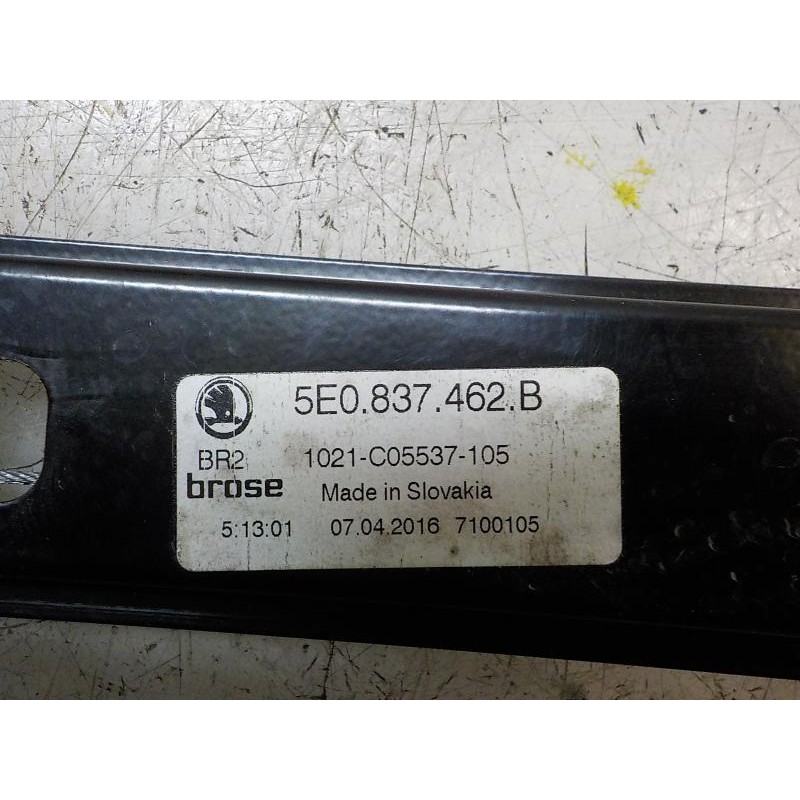 5E0.837.462.B
BR2 1021-C05537-105
brose Made in Slovakia
5:13:01 07.04.2016 7100105